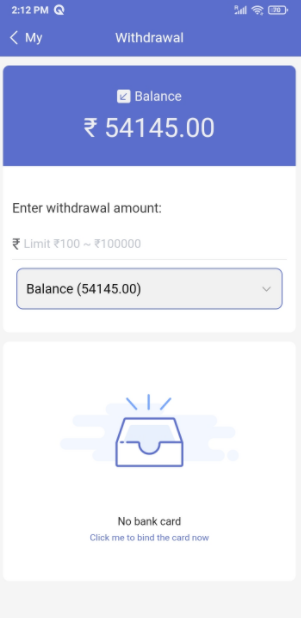 2:12 PM
70
My
Withdrawal
Balance
₹ 54145.00
Enter withdrawal amount:
₹ Limit ₹100 ~ ₹100000
Balance (54145.00)
No bank card
Click me to bind the card now